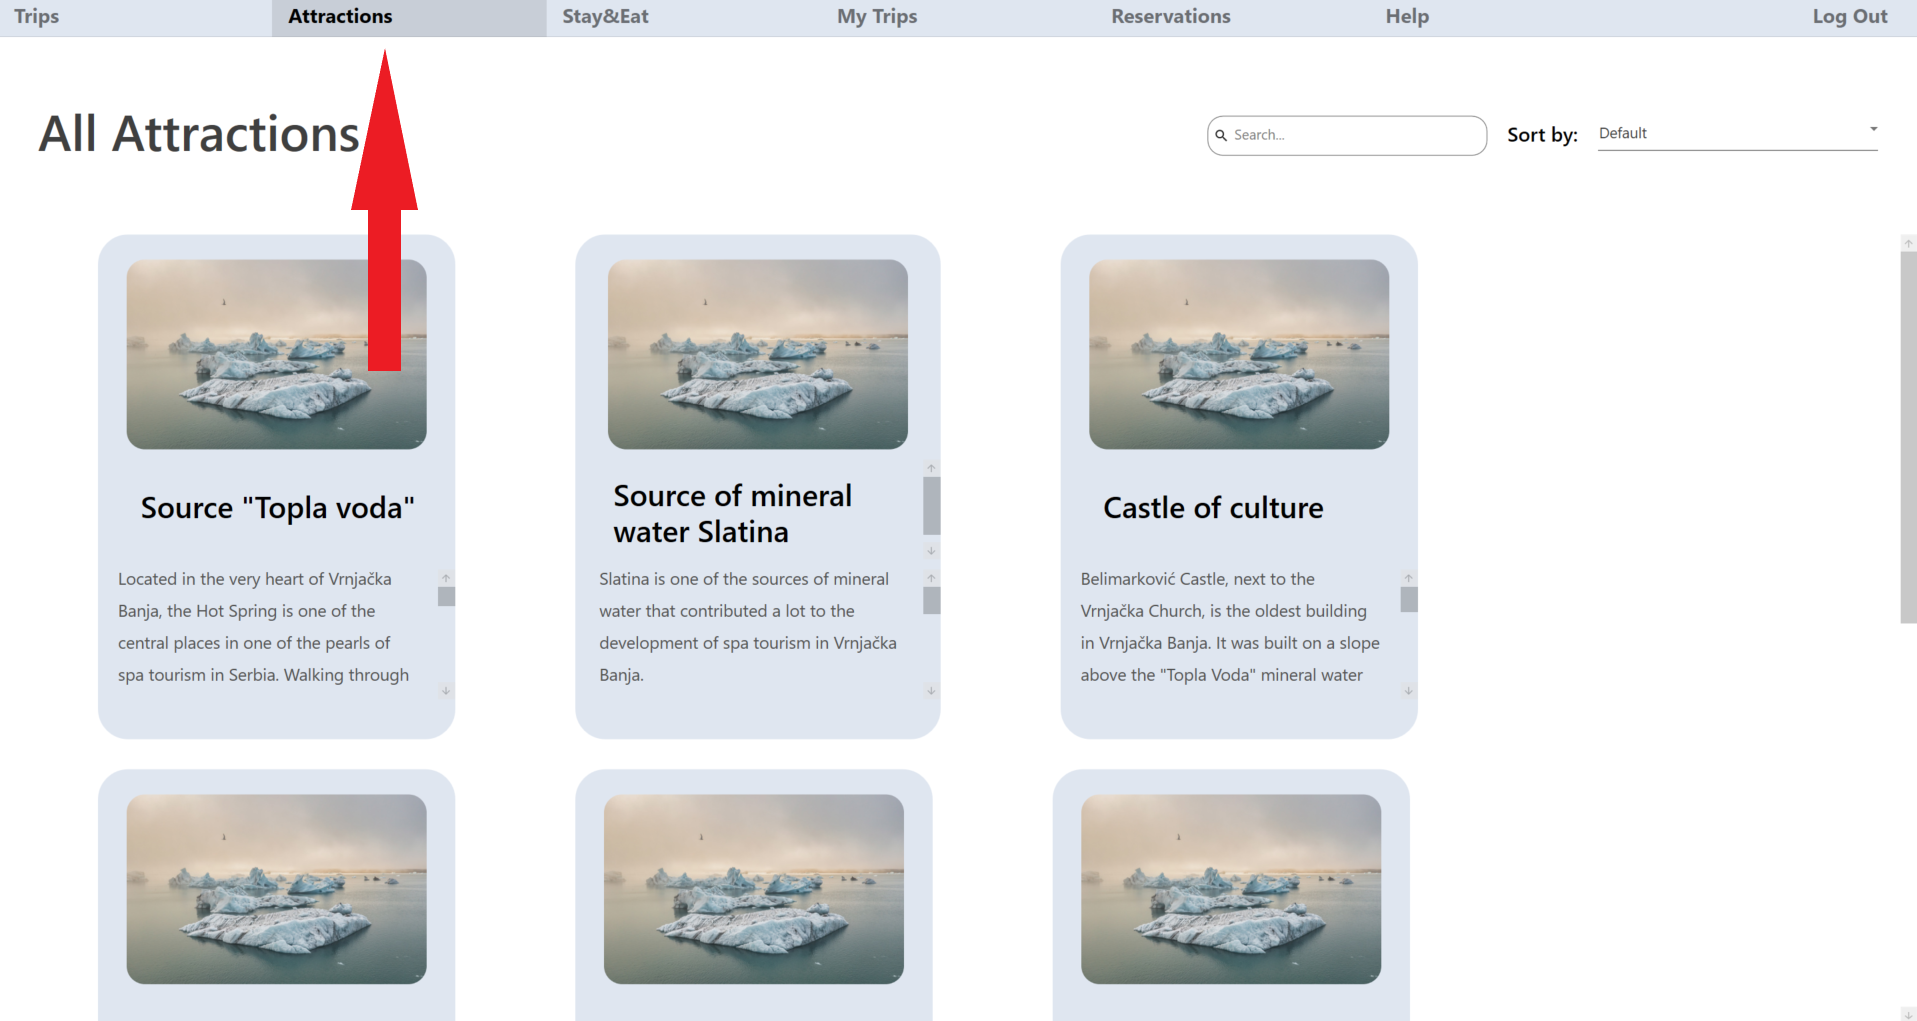 Trips
Attractions
Stay&Eat
My Trips
Reservations
Help
Log Out
All Attractions
Search...
Sort by:
Default
Source "Topla voda"
Located in the very heart of Vrnjačka
Banja, the Hot Spring is one of the
central places in one of the pearls of
spa tourism in Serbia. Walking through
Source of mineral
water Slatina
Slatina is one of the sources of mineral
water that contributed a lot to the
development of spa tourism in Vrnjačka
Banja.
Castle of culture
Belimarković Castle, next to the
Vrnjačka Church, is the oldest building
in Vrnjačka Banja. It was built on a slope
above the "Topla Voda" mineral water